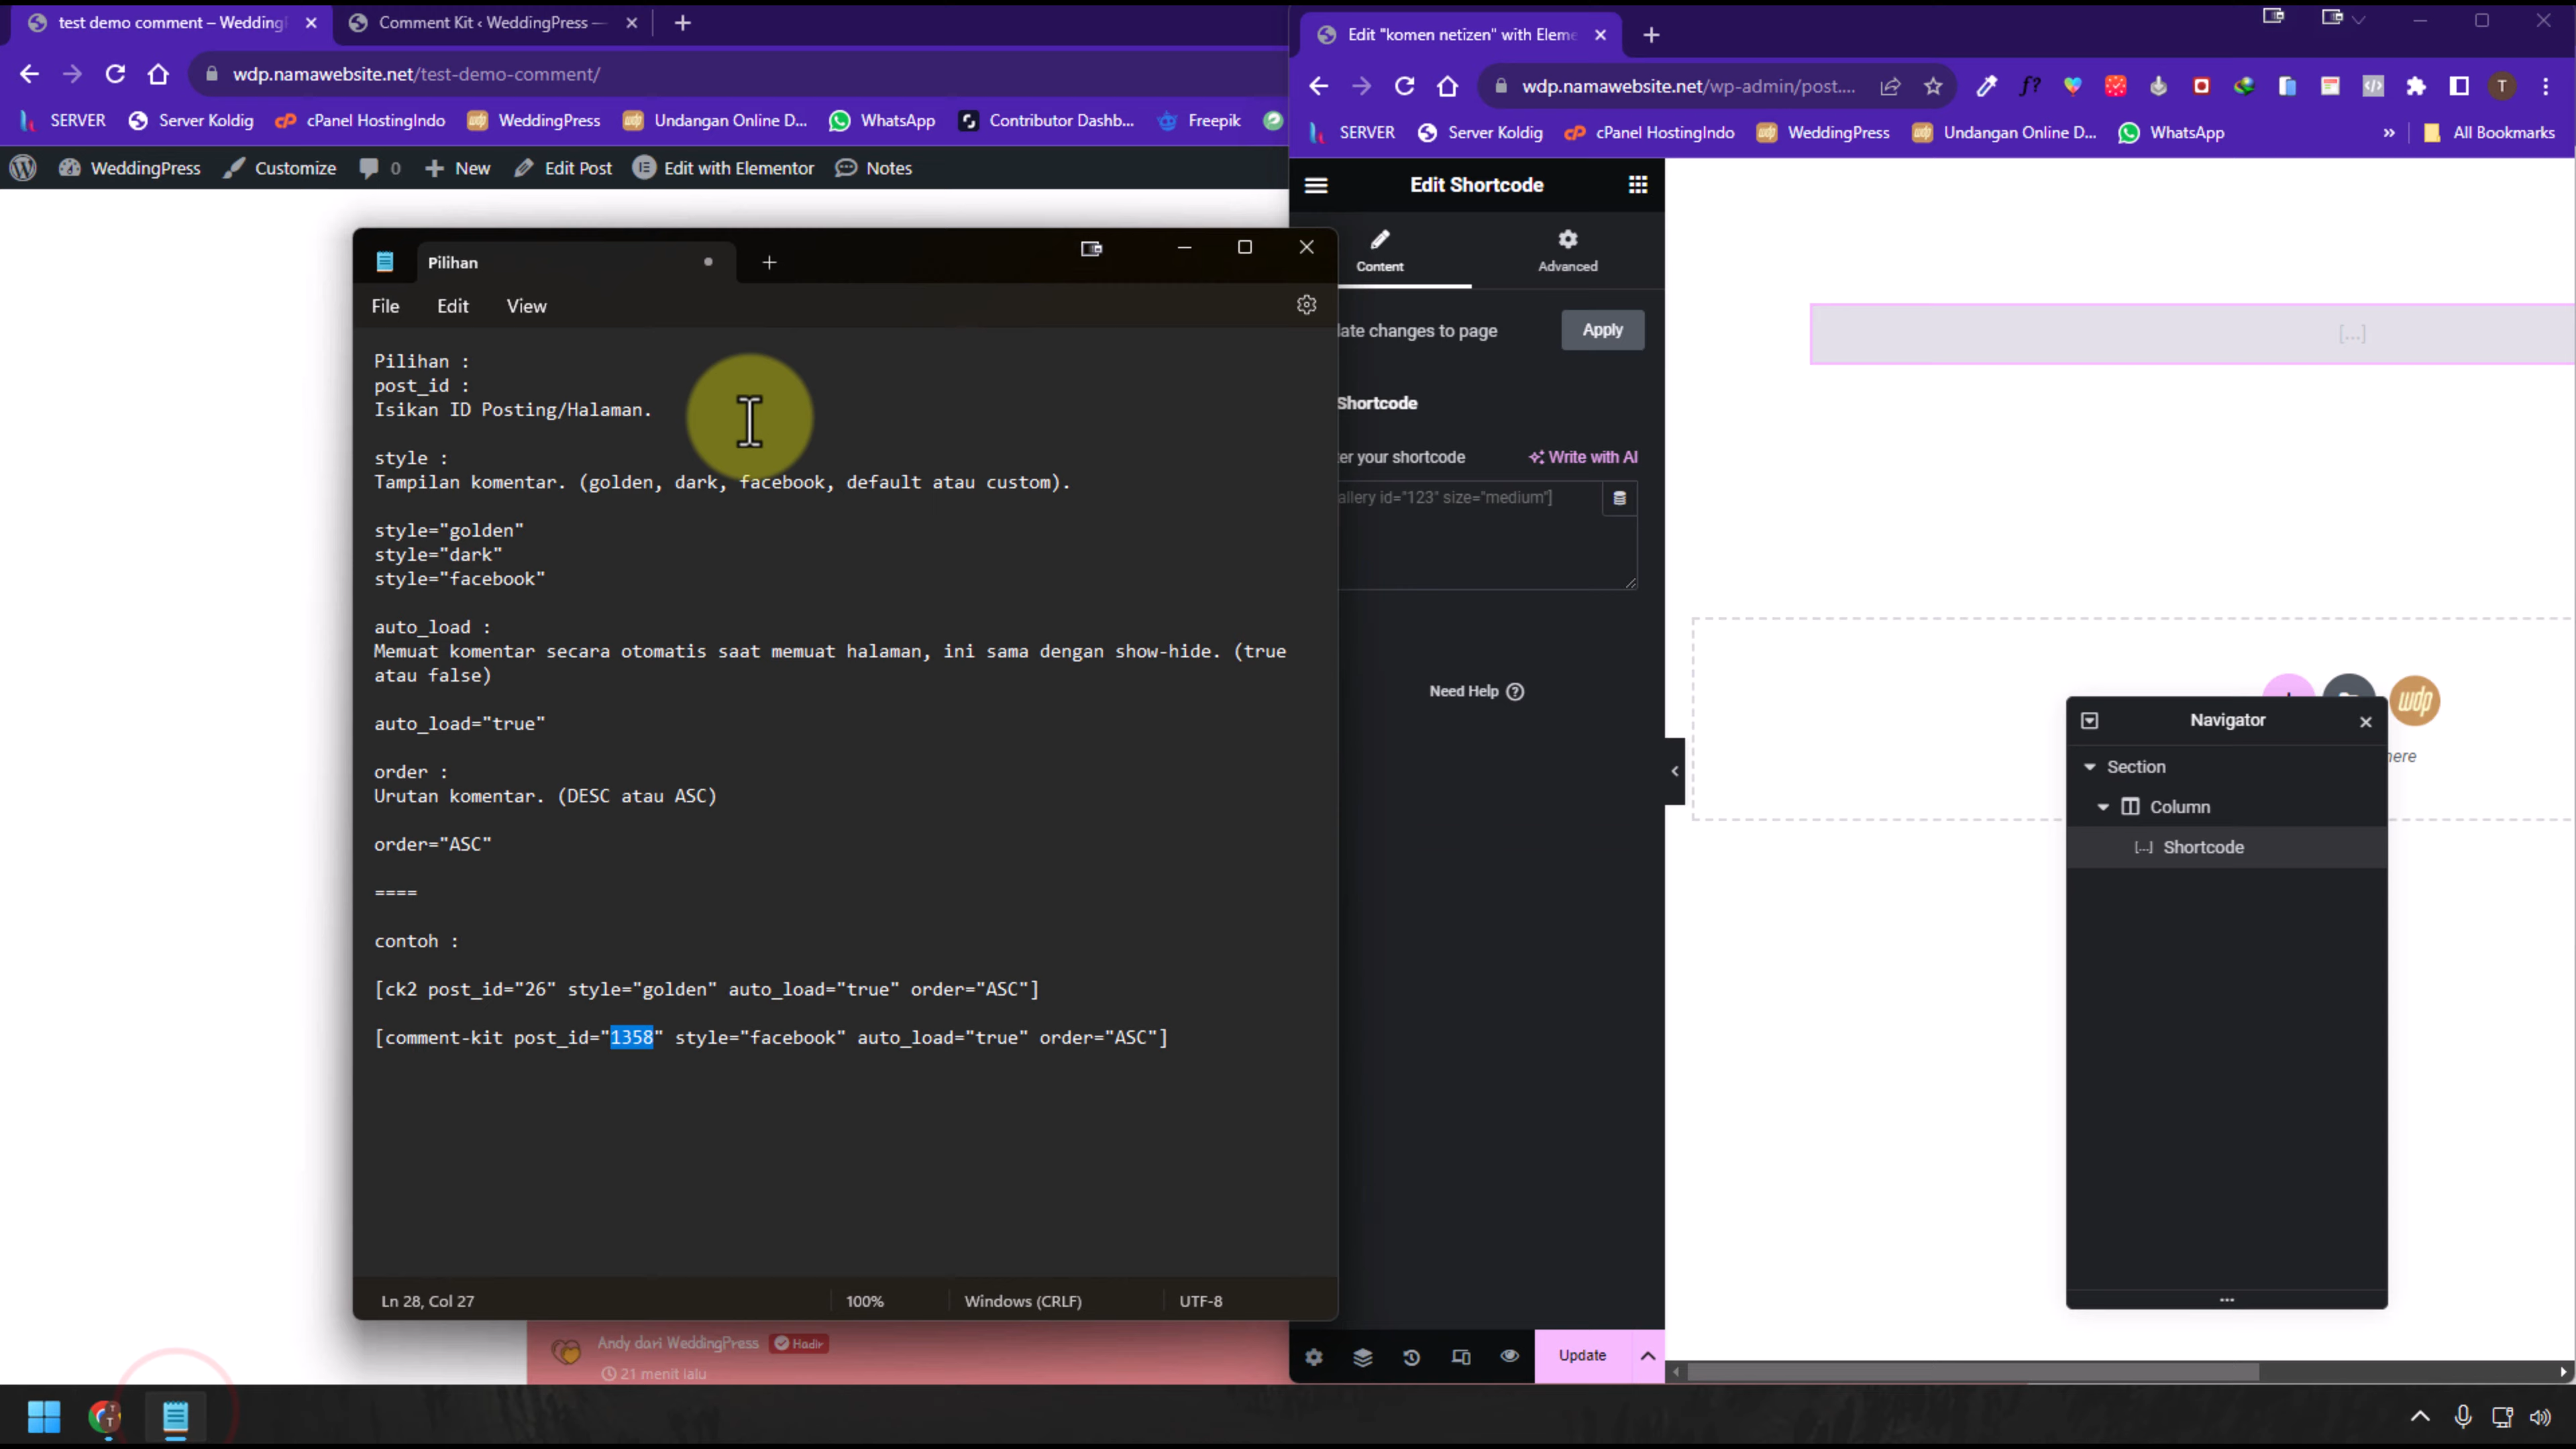 test demo comment – Wedding
Comment Kit ‹ WeddingPress —
Edit "komen netizen" with Eleme
wdp.namawebsite.net/test-demo-comment/
wdp.namawebsite.net/wp-admin/post....
SERVER
Server Koldig
cPanel HostingIndo
WeddingPress
Undangan Online D...
WhatsApp
Contributor Dashb...
Freepik
SERVER
Server Koldig
cPanel HostingIndo
WeddingPress
Undangan Online D...
WhatsApp
»
All Bookmarks
WeddingPress
Customize
0
New
Edit Post
Edit with Elementor
Notes
Edit Shortcode
Content
Advanced
ate changes to page
Apply
Shortcode
er your shortcode
Write with AI
allery id="123" size="medium"]
Need Help
Pilihan
File
Edit
View
Pilihan :
post_id :
Isikan ID Posting/Halaman.
style :
Tampilan komentar. (golden, dark, facebook, default atau custom).
style="golden"
style="dark"
style="facebook"
auto_load :
Memuat komentar secara otomatis saat memuat halaman, ini sama dengan show-hide. (true
atau false)
auto_load="true"
order :
Urutan komentar. (DESC atau ASC)
order="ASC"
====
contoh :
[ck2 post_id="26" style="golden" auto_load="true" order="ASC"]
[comment-kit post_id="1358" style="facebook" auto_load="true" order="ASC"]
Ln 28, Col 27
100%
Windows (CRLF)
UTF-8
[...]
wdp
here
Navigator
Section
Column
[...] Shortcode
Andy dari WeddingPress
Hadir
21 menit lalu
Update
T